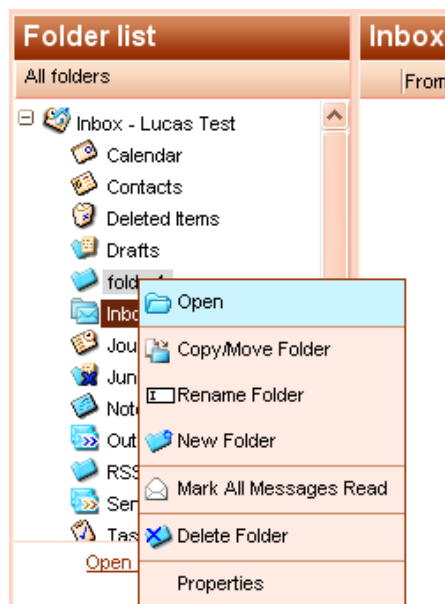 Folder list
Inbox
All folders
From
Inbox - Lucas Test
Calendar
Contacts
Deleted Items
Drafts
Open
Copy/Move Folder
Rename Folder
New Folder
Mark All Messages Read
Delete Folder
Properties
RSS
Open